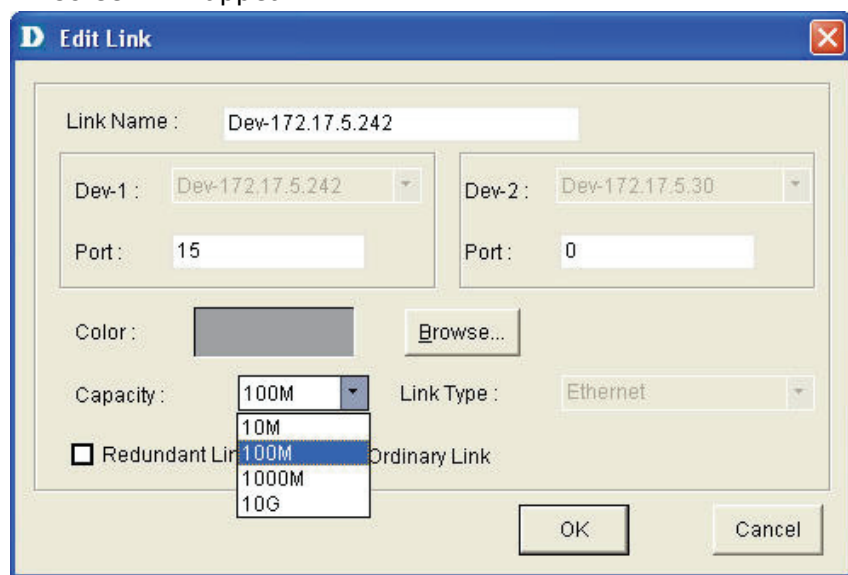 D Edit Link
Link Name : Dev-172.17.5.242
Dev-1 : Dev-172.17.5.242 Dev-2 : Dev-172.17.5.30
Port : 15 Port : 0
Color : Browse...
Capacity : 100M Link Type : Ethernet
10M
Redundant 100M Ordinary Link
1000M
10G
OK Cancel